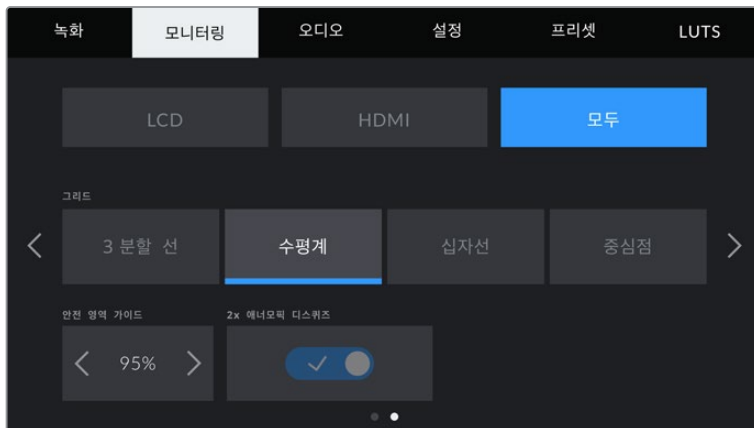 녹화 모니터링 오디오 설정 프리셋 LUTS
LCD HDMI 모두
그리드
3 분할 선 수평계 십자선 중심점
안전 영역 가이드 2x 애너모픽 디스퀴즈
95%